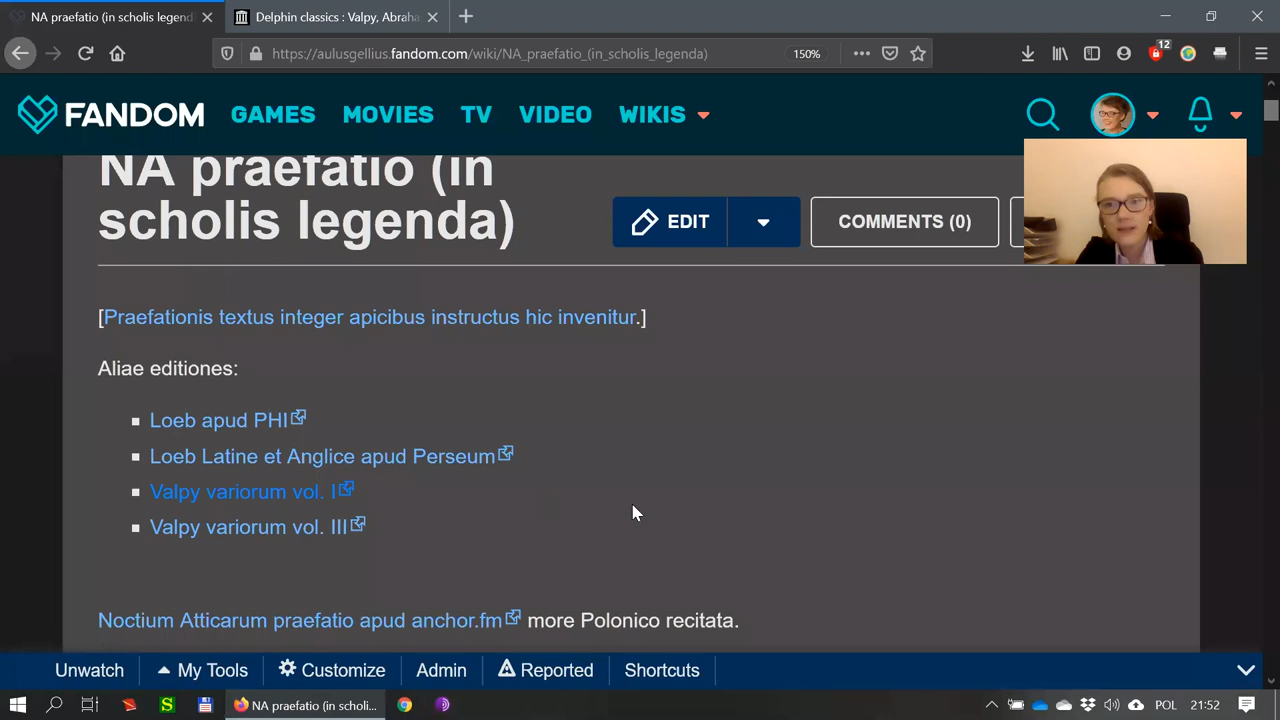 NA praefatio (in scholis legend
Delphin classics : Valpy, Abraha
https://aulusgellius.fandom.com/wiki/NA_praefatio_(in_scholis_legenda)
150%
12
FANDOM
GAMES
MOVIES
TV
VIDEO
WIKIS
NA praefatio (in
scholis legenda)
EDIT
COMMENTS (0)
[Praefationis textus integer apicibus instructus hic invenitur.]
Aliae editiones:
Loeb apud PHI
Loeb Latine et Anglice apud Perseum
Valpy variorum vol. I
Valpy variorum vol. III
Noctium Atticarum praefatio apud anchor.fm more Polonico recitata.
Unwatch
My Tools
Customize
Admin
Reported
Shortcuts
S
NA praefatio (in scholi...
POL
21:52